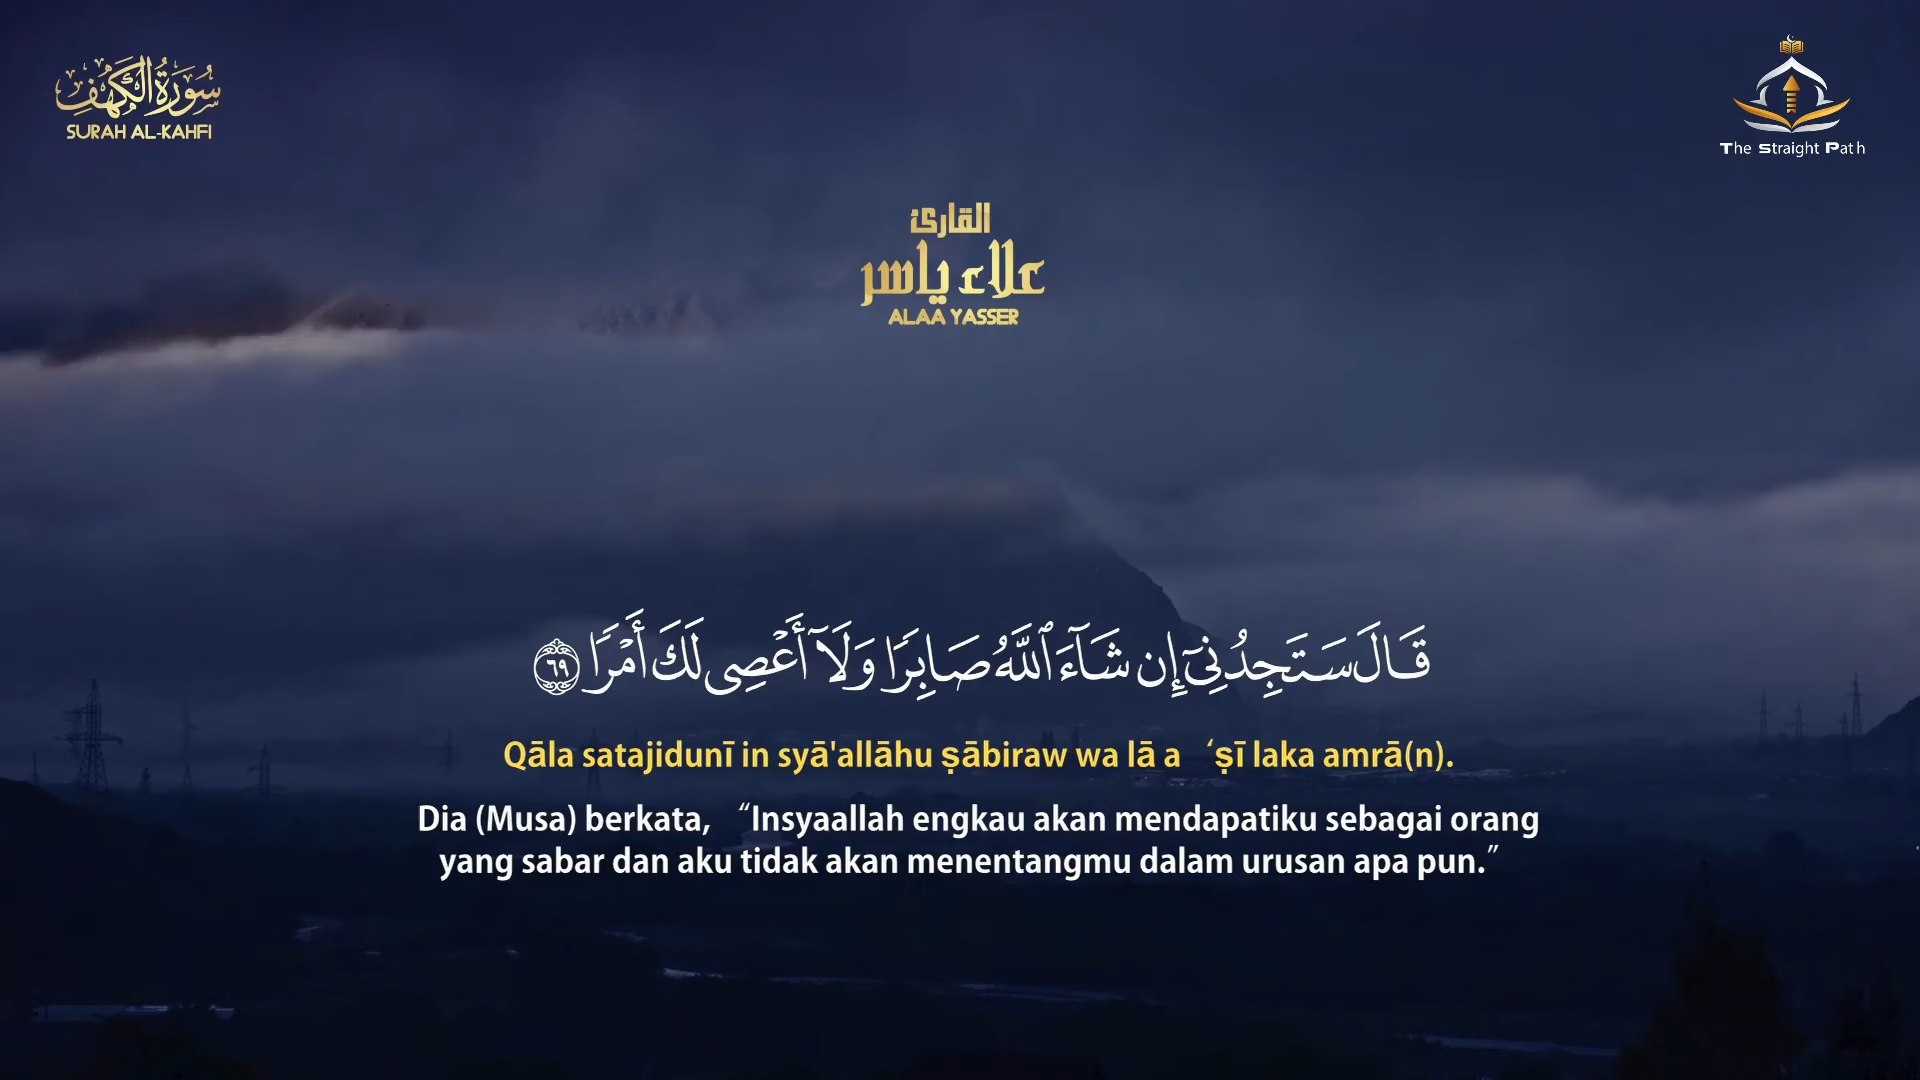 سُورَةُ الكَهْفِ
SURAH AL-KAHFI
The Straight Path
القارئ
علاء ياسر
ALAA YASSER
قَالَ سَتَجِدُنِىٓ إِن شَآءَ ٱللَّهُ صَابِرًا وَلَآ أَعْصِى لَكَ أَمْرًا ٦٩
Qāla satajidunī in syā'allāhu ṣābiraw wa lā a ‘ṣī laka amrā(n).
Dia (Musa) berkata, “Insyaallah engkau akan mendapatiku sebagai orang
yang sabar dan aku tidak akan menentangmu dalam urusan apa pun.”